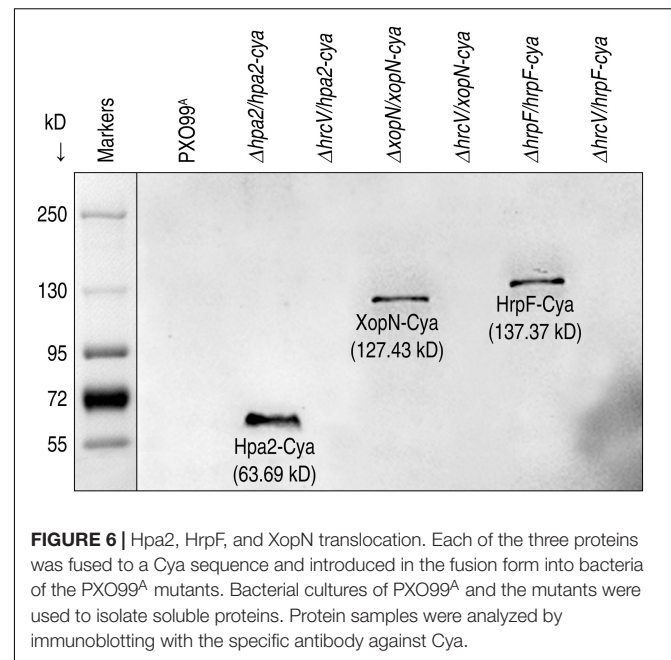 kD
↓
Markers
PXO99ᴬ
Δhpa2/hpa2-cya
ΔhrcV/hpa2-cya
ΔxopN/xopN-cya
ΔhrcV/xopN-cya
ΔhrpF/hrpF-cya
ΔhrcV/hrpF-cya
250
130
95
72
55
XopN-Cya
(127.43 kD)
HrpF-Cya
(137.37 kD)
Hpa2-Cya
(63.69 kD)
FIGURE 6 | Hpa2, HrpF, and XopN translocation. Each of the three proteins
was fused to a Cya sequence and introduced in the fusion form into bacteria
of the PXO99ᴬ mutants. Bacterial cultures of PXO99ᴬ and the mutants were
used to isolate soluble proteins. Protein samples were analyzed by
immunoblotting with the specific antibody against Cya.